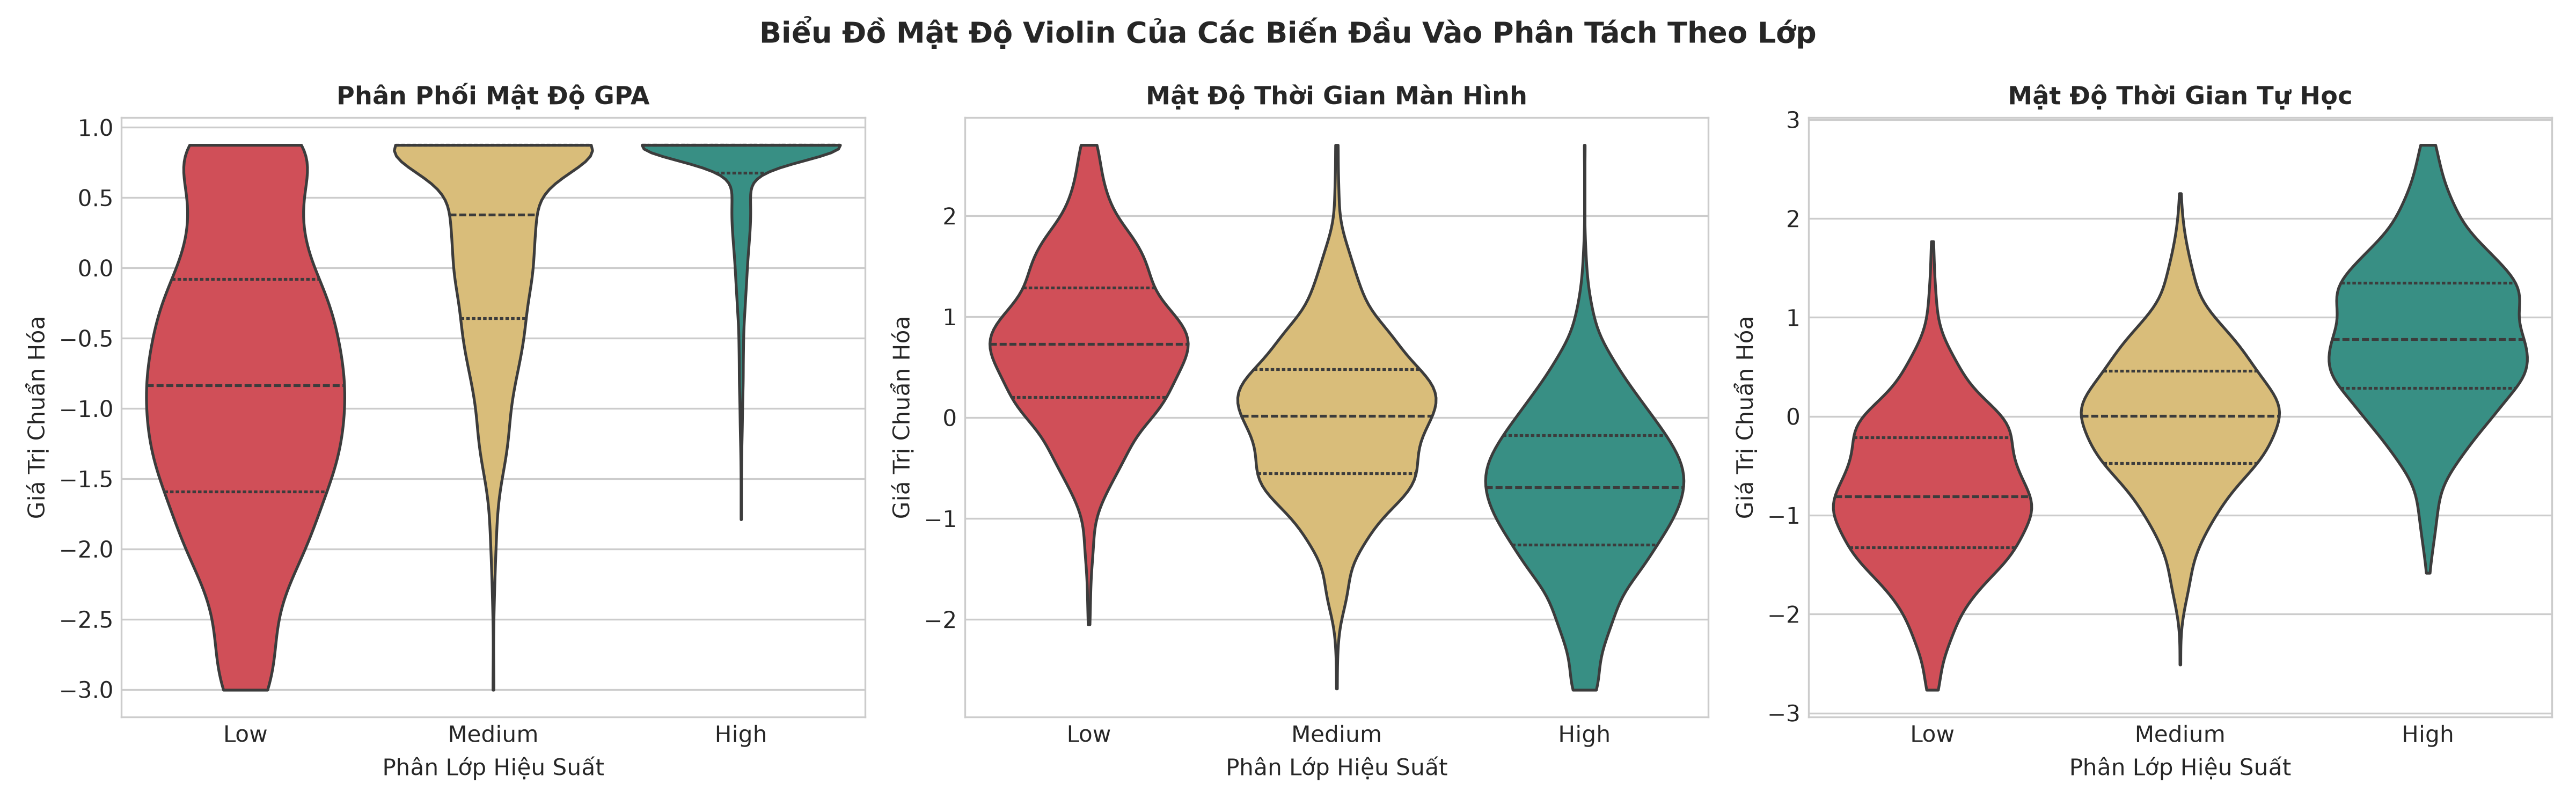 Biểu Đồ Mật Độ Violin Của Các Biến Đầu Vào Phân Tách Theo Lớp
Phân Phối Mật Độ GPA
Giá Trị Chuẩn Hóa
1.0
0.5
0.0
−0.5
−1.0
−1.5
−2.0
−2.5
−3.0
Low Medium High
Phân Lớp Hiệu Suất
Mật Độ Thời Gian Màn Hình
Giá Trị Chuẩn Hóa
2
1
0
−1
−2
Low Medium High
Phân Lớp Hiệu Suất
Mật Độ Thời Gian Tự Học
Giá Trị Chuẩn Hóa
3
2
1
0
−1
−2
−3
Low Medium High
Phân Lớp Hiệu Suất